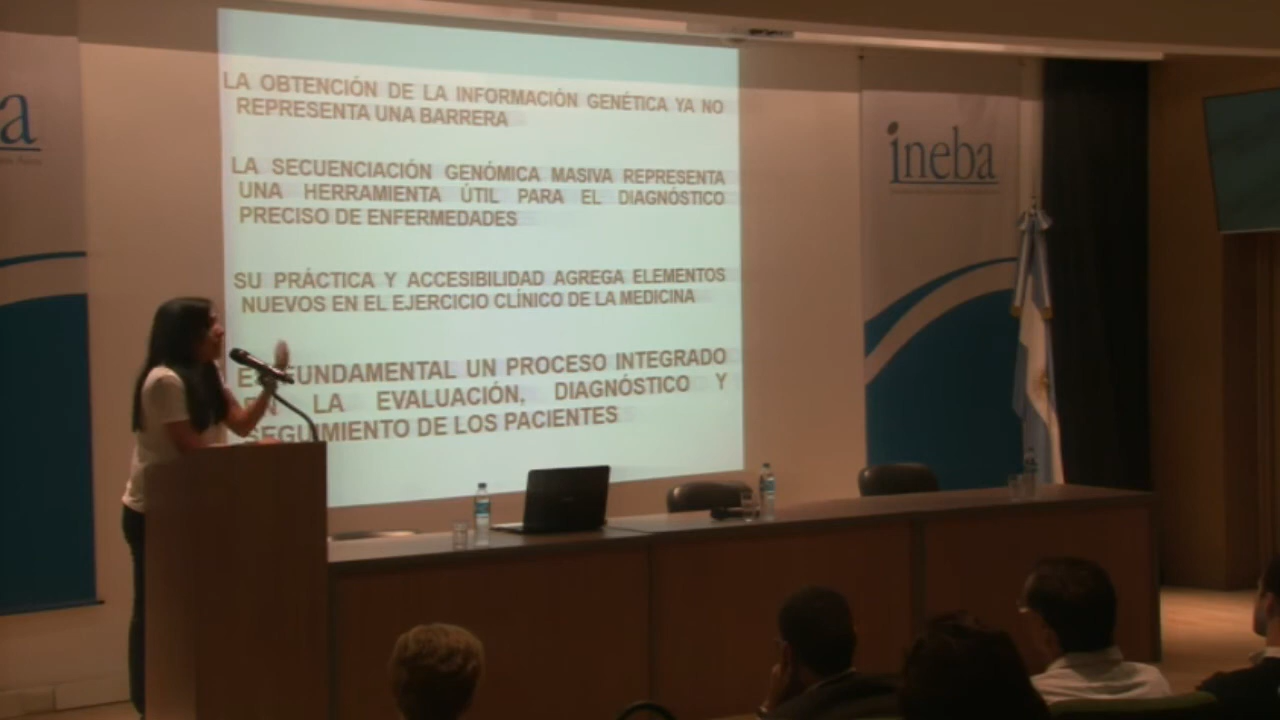 LA OBTENCIÓN DE LA INFORMACIÓN GENÉTICA YA NO
REPRESENTA UNA BARRERA
LA SECUENCIACIÓN GENÓMICA MASIVA REPRESENTA
UNA HERRAMIENTA ÚTIL PARA EL DIAGNÓSTICO
PRECISO DE ENFERMEDADES
SU PRÁCTICA Y ACCESIBILIDAD AGREGA ELEMENTOS
NUEVOS EN EL EJERCICIO CLÍNICO DE LA MEDICINA
ES FUNDAMENTAL UN PROCESO INTEGRADO
EN LA EVALUACIÓN, DIAGNÓSTICO Y
SEGUIMIENTO DE LOS PACIENTES
a
ineba